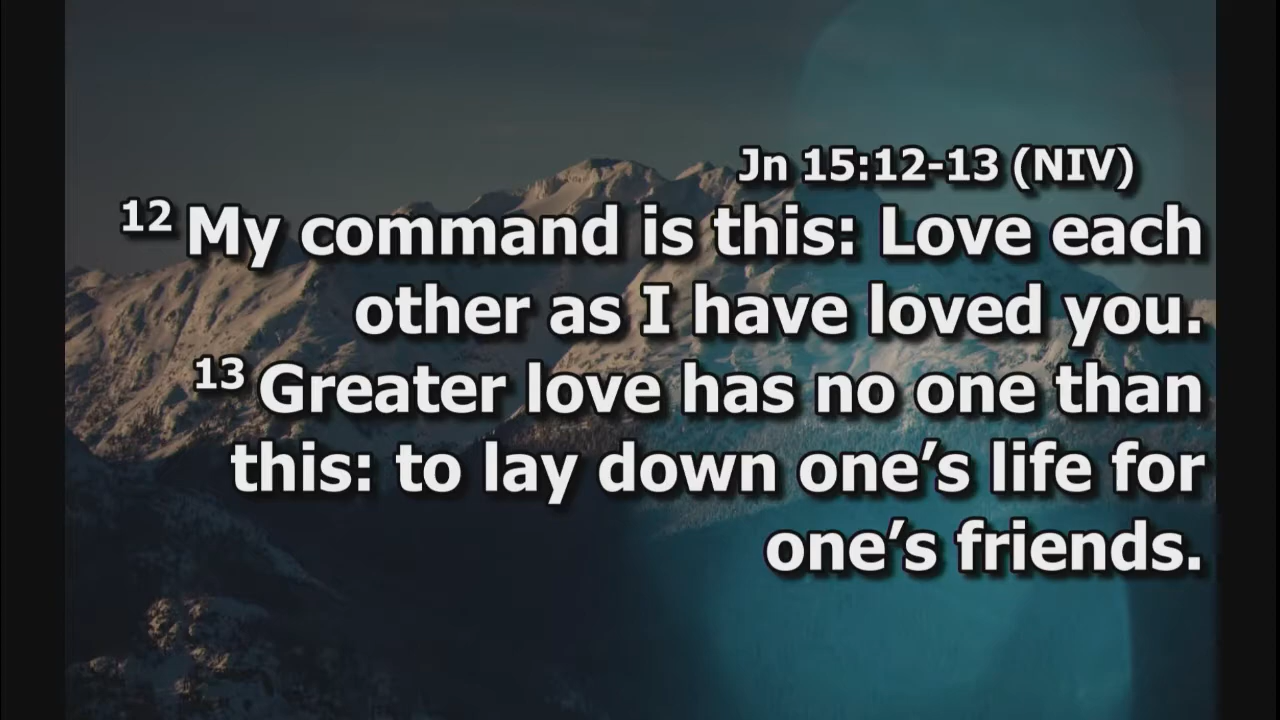 Jn 15:12-13 (NIV)
12 My command is this: Love each
other as I have loved you.
13 Greater love has no one than
this: to lay down one’s life for
one’s friends.